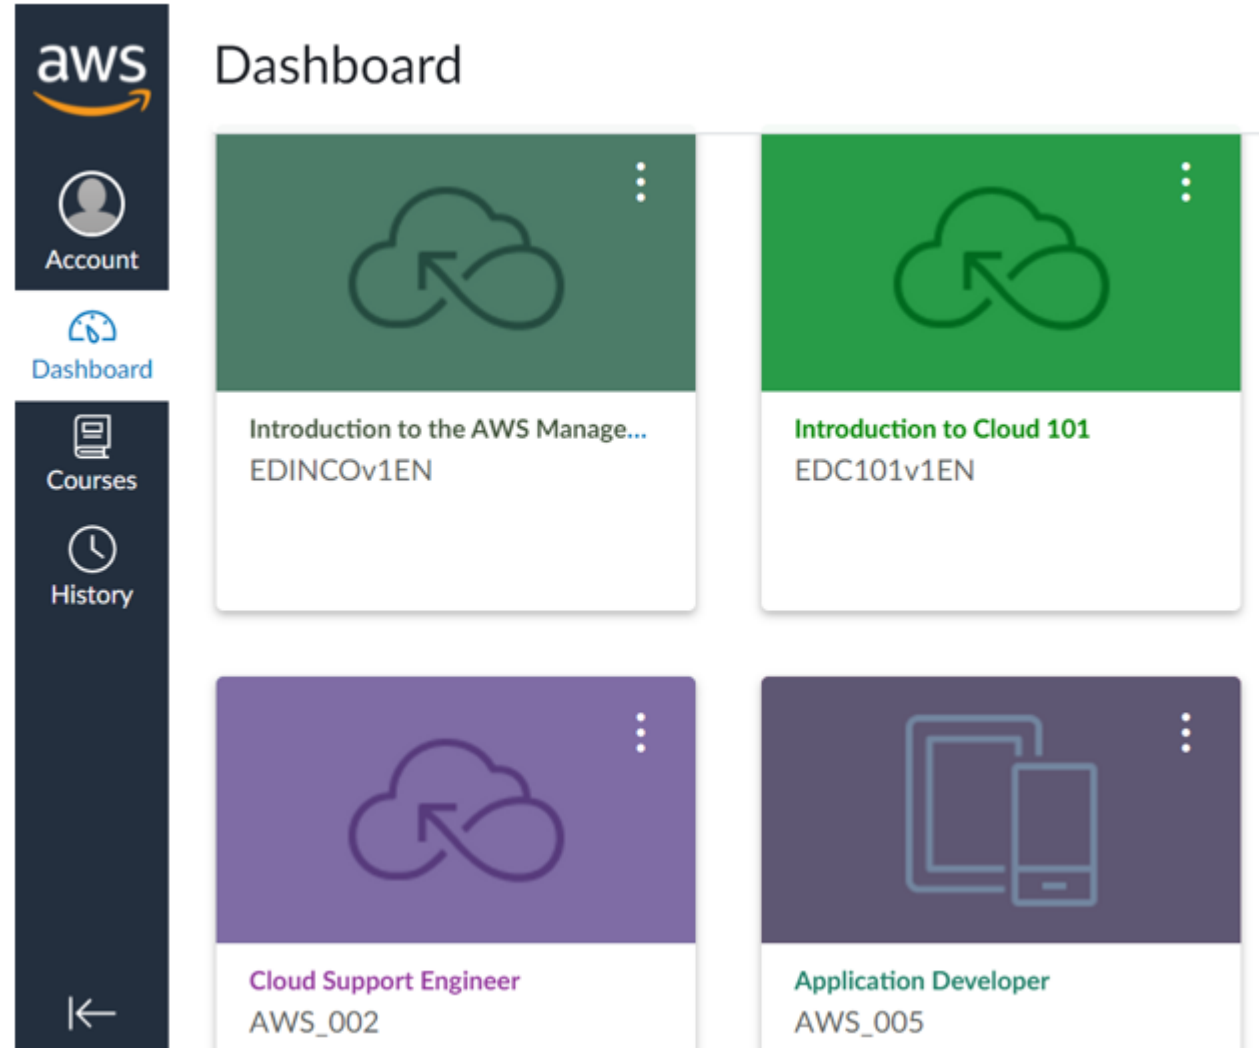 aws
Account
Dashboard
Courses
History
Dashboard
Introduction to the AWS Manage...
EDINCOv1EN
Introduction to Cloud 101
EDC101v1EN
Cloud Support Engineer
AWS_002
Application Developer
AWS_005